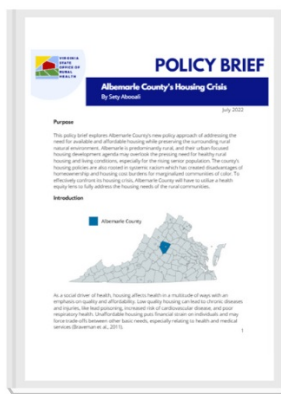 VIRGINIA
STATE
OFFICE OF
RURAL
HEALTH
POLICY BRIEF
Albemarle County's Housing Crisis
By Sety Abooali
July 2022
Purpose
This policy brief explores Albemarle County's new policy approach of addressing the
need for available and affordable housing while preserving the surrounding rural
natural environment. Albemarle is predominantly rural, and their urban-focused
housing development agenda may overlook the pressing need for healthy rural
housing and living conditions, especially for the rising senior population. The county's
housing policies are also rooted in systemic racism which has created disadvantages of
homeownership and housing cost burdens for marginalized communities of color. To
effectively confront its housing crisis, Albemarle County will have to utilize a health
equity lens to fully address the housing needs of the rural communities.
Introduction
Albemarle County
As a social driver of health, housing affects health in a multitude of ways with an
emphasis on quality and affordability. Low quality housing can lead to chronic diseases
and injuries, like lead poisoning, increased risk of cardiovascular disease, and poor
respiratory health. Unaffordable housing puts financial strain on individuals and may
force trade-offs between other basic needs, especially relating to health and medical
services (Braveman et al., 2011).
1